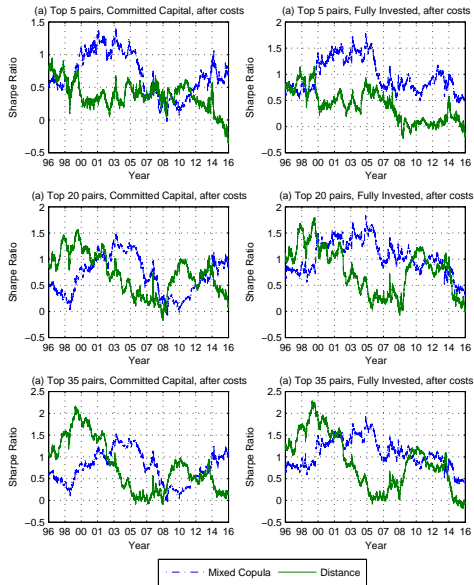 (a) Top 5 pairs, Committed Capital, after costs
1.5
1
0.5
0
−0.5
Sharpe Ratio
96 98 00 01 03 05 07 08 10 12 14 16
Year
(a) Top 5 pairs, Fully Invested, after costs
2
1.5
1
0.5
0
−0.5
Sharpe Ratio
96 98 00 01 03 05 07 08 10 12 14 16
Year
(a) Top 20 pairs, Committed Capital, after costs
2
1.5
1
0.5
0
−0.5
Sharpe Ratio
96 98 00 01 03 05 07 08 10 12 14 16
Year
(a) Top 20 pairs, Fully Invested, after costs
2
1.5
1
0.5
0
−0.5
Sharpe Ratio
96 98 00 01 03 05 07 08 10 12 14 16
Year
(a) Top 35 pairs, Committed Capital, after costs
2.5
2
1.5
1
0.5
0
−0.5
Sharpe Ratio
96 98 00 01 03 05 07 08 10 12 14 16
Year
(a) Top 35 pairs, Fully Invested, after costs
2.5
2
1.5
1
0.5
0
−0.5
Sharpe Ratio
96 98 00 01 03 05 07 08 10 12 14 16
Year
Mixed Copula Distance